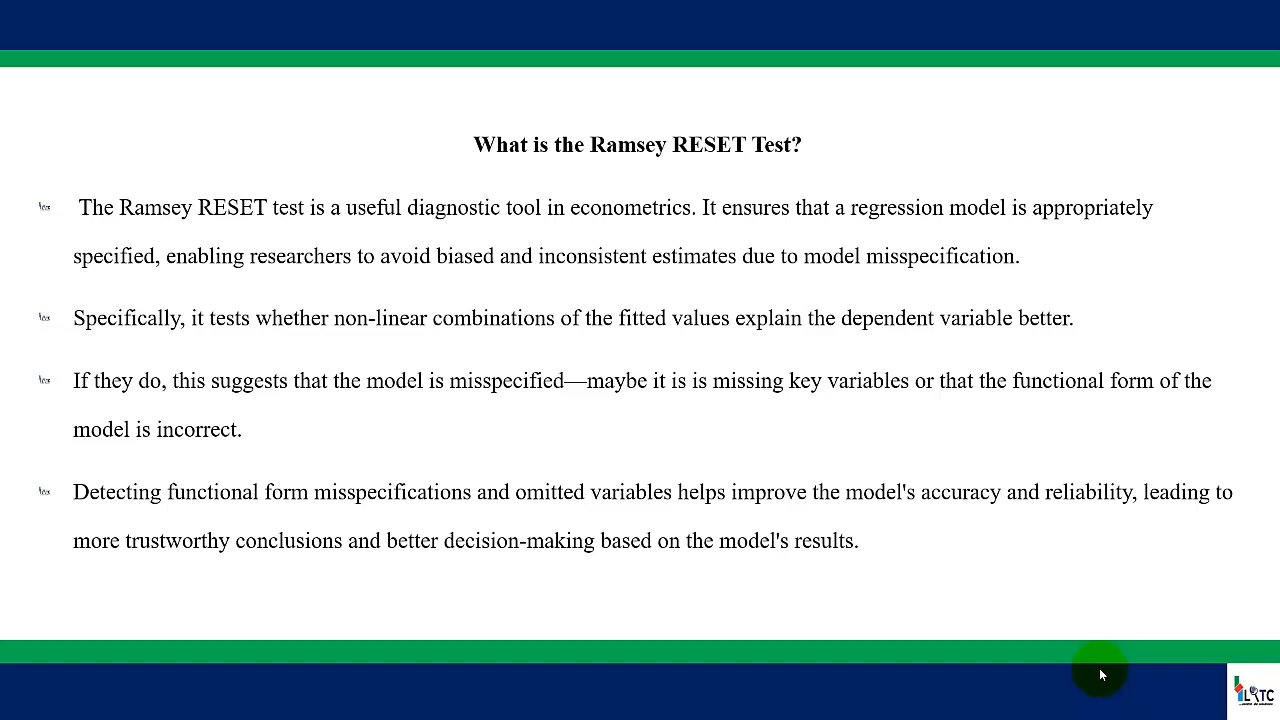 What is the Ramsey RESET Test?
The Ramsey RESET test is a useful diagnostic tool in econometrics. It ensures that a regression model is appropriately
specified, enabling researchers to avoid biased and inconsistent estimates due to model misspecification.
Specifically, it tests whether non-linear combinations of the fitted values explain the dependent variable better.
If they do, this suggests that the model is misspecified—maybe it is is missing key variables or that the functional form of the
model is incorrect.
Detecting functional form misspecifications and omitted variables helps improve the model's accuracy and reliability, leading to
more trustworthy conclusions and better decision-making based on the model's results.